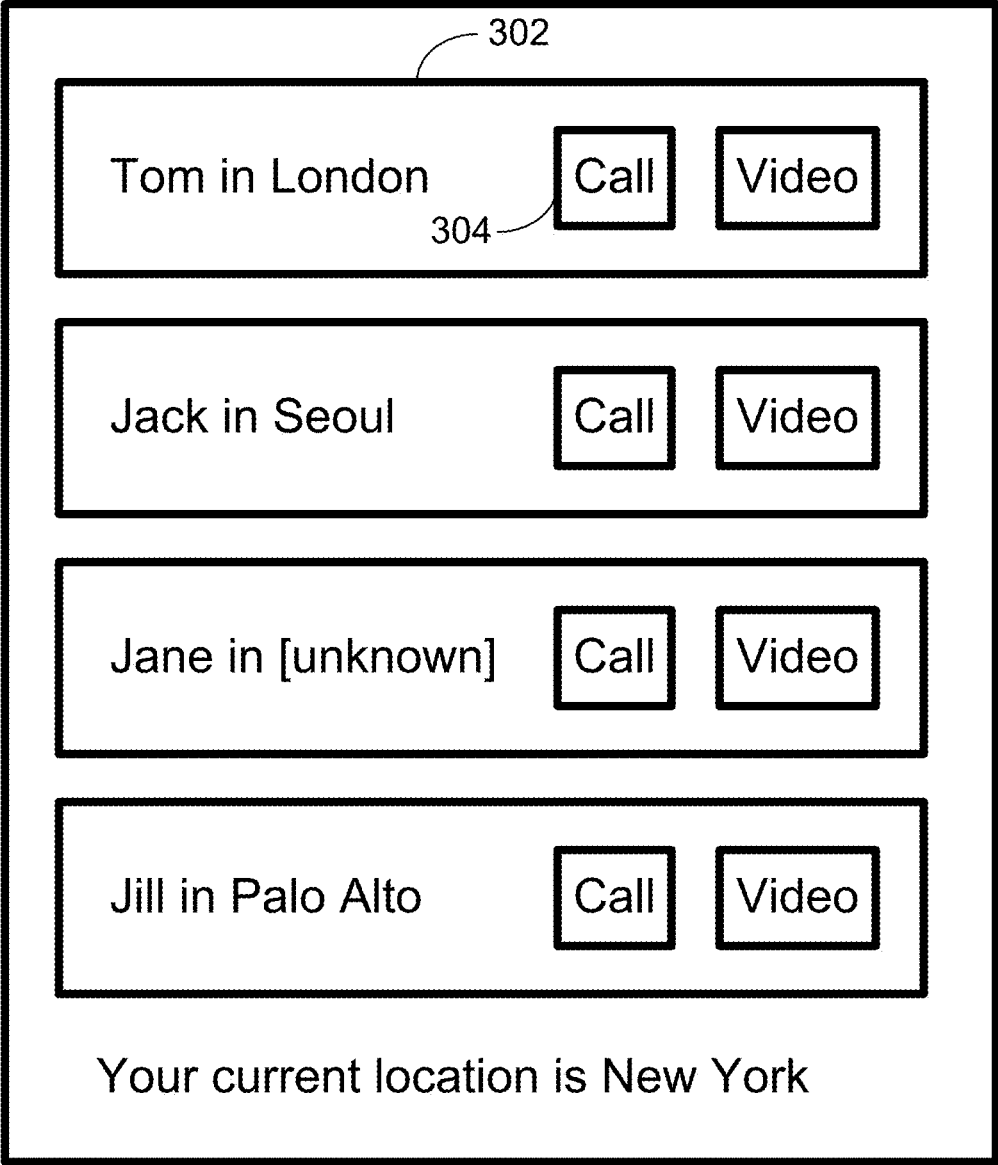 302
Tom in London Call Video
304
Jack in Seoul Call Video
Jane in [unknown] Call Video
Jill in Palo Alto Call Video
Your current location is New York